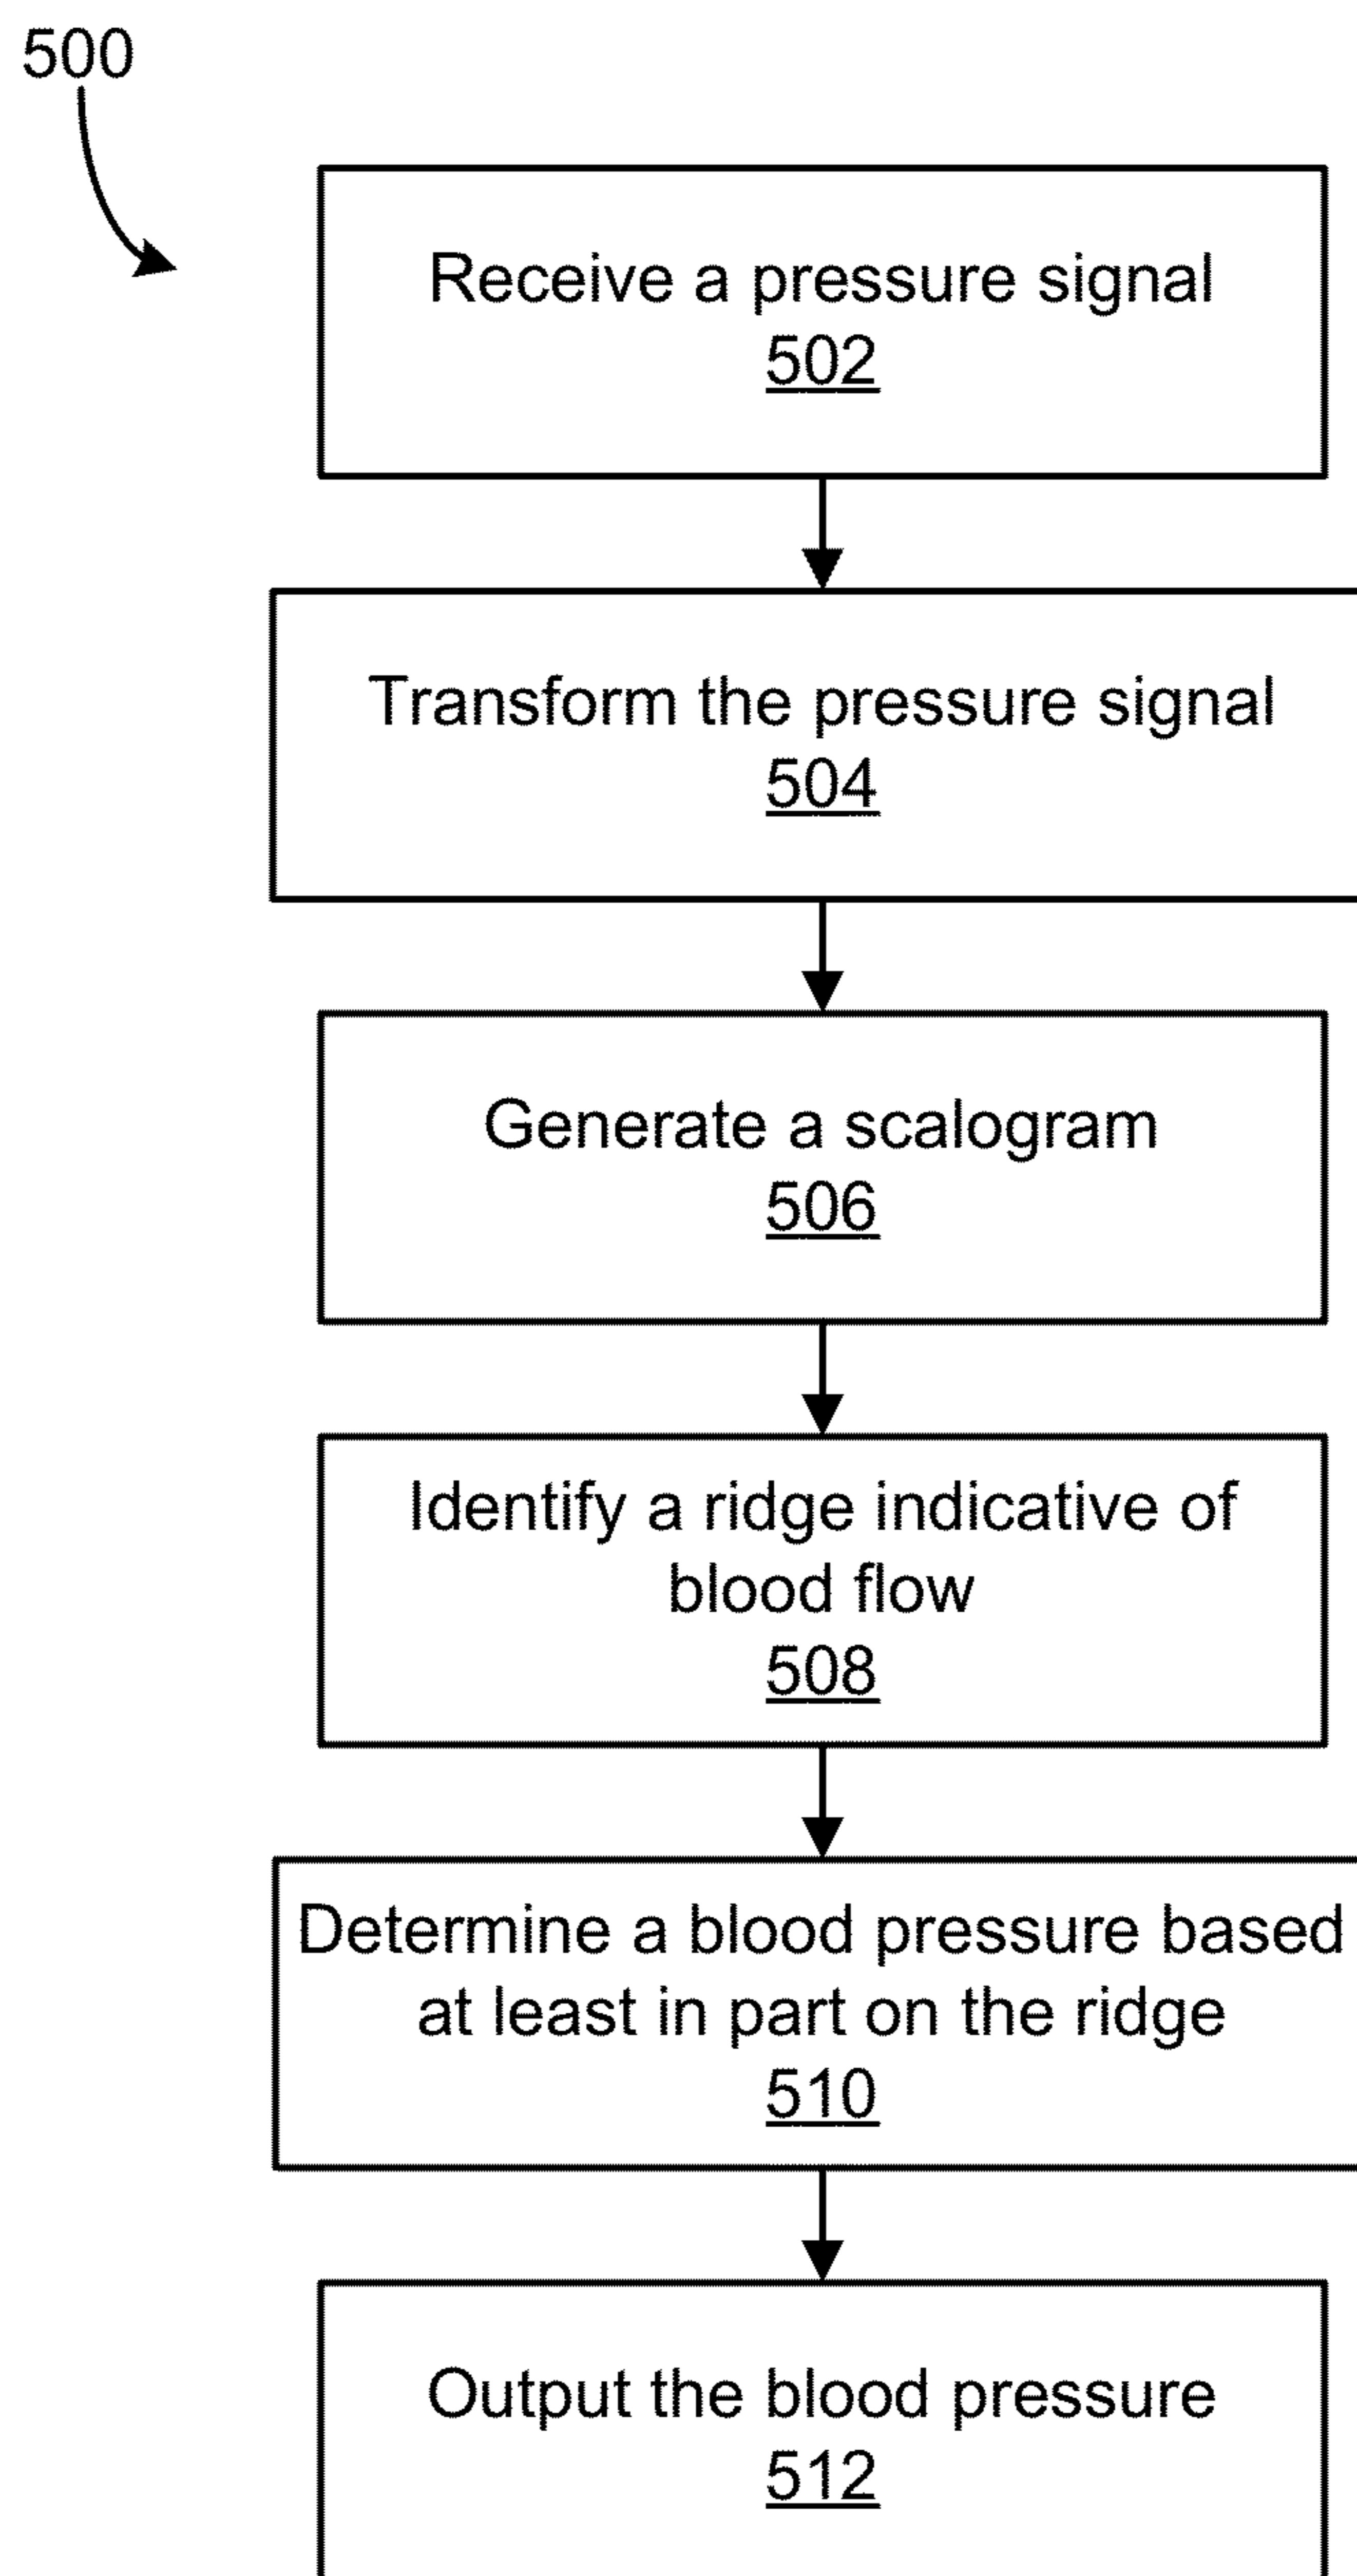 500
Receive a pressure signal
502
Transform the pressure signal
504
Generate a scalogram
506
Identify a ridge indicative of
blood flow
508
Determine a blood pressure based
at least in part on the ridge
510
Output the blood pressure
512